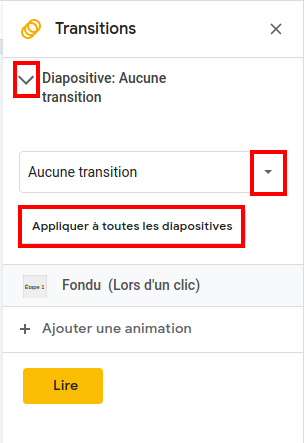 Transitions
Diapositive: Aucune
transition
Aucune transition
Appliquer à toutes les diapositives
Étape 1
Fondu (Lors d'un clic)
+ Ajouter une animation
Lire